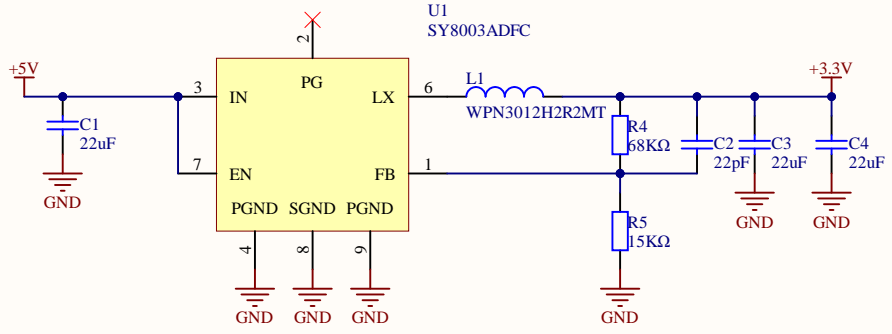 U1
SY8003ADFC
+5V
2
+3.3V
3
IN
PG
LX
6
L1
WPN3012H2R2MT
C1
22uF
R4
68KΩ
C2
22pF
C3
22uF
C4
22uF
7
EN
FB
1
GND
PGND
SGND
PGND
GND
GND
R5
15KΩ
4
8
9
GND
GND
GND
GND